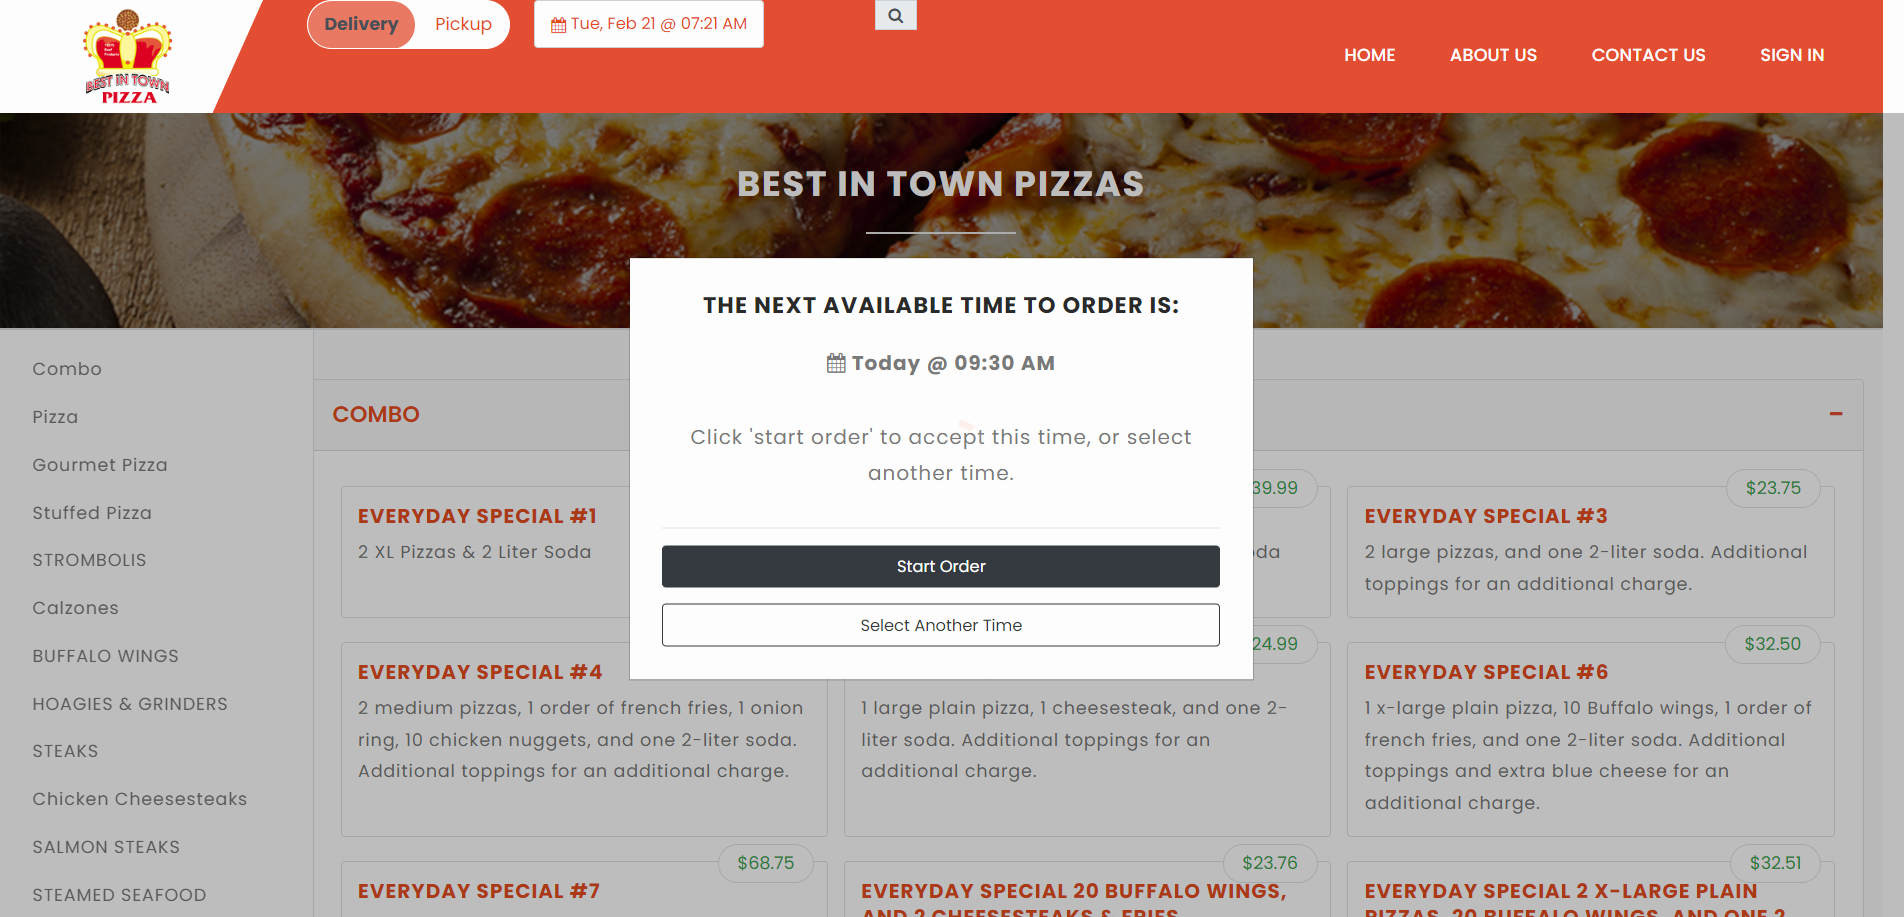 BEST IN TOWN
PIZZA
Delivery
Pickup
Tue, Feb 21 @ 07:21 AM
HOME
ABOUT US
CONTACT US
SIGN IN
BEST IN TOWN PIZZAS
THE NEXT AVAILABLE TIME TO ORDER IS:
Today @ 09:30 AM
Click 'start order' to accept this time, or select
another time.
Start Order
Select Another Time
Combo
Pizza
Gourmet Pizza
Stuffed Pizza
STROMBOLIS
Calzones
BUFFALO WINGS
HOAGIES & GRINDERS
STEAKS
Chicken Cheesesteaks
SALMON STEAKS
STEAMED SEAFOOD
COMBO
EVERYDAY SPECIAL #1
2 XL Pizzas & 2 Liter Soda
39.99
da
$23.75
EVERYDAY SPECIAL #3
2 large pizzas, and one 2-liter soda. Additional
toppings for an additional charge.
EVERYDAY SPECIAL #4
2 medium pizzas, 1 order of french fries, 1 onion
ring, 10 chicken nuggets, and one 2-liter soda.
Additional toppings for an additional charge.
24.99
1 large plain pizza, 1 cheesesteak, and one 2-
liter soda. Additional toppings for an
additional charge.
$32.50
EVERYDAY SPECIAL #6
1 x-large plain pizza, 10 Buffalo wings, 1 order of
french fries, and one 2-liter soda. Additional
toppings and extra blue cheese for an
additional charge.
$68.75
EVERYDAY SPECIAL #7
$23.76
EVERYDAY SPECIAL 20 BUFFALO WINGS,
AND 2 CHEESESTEAKS & FRIES
$32.51
EVERYDAY SPECIAL 2 X-LARGE PLAIN
PIZZAS, 20 BUFFALO WINGS, AND ONE 2